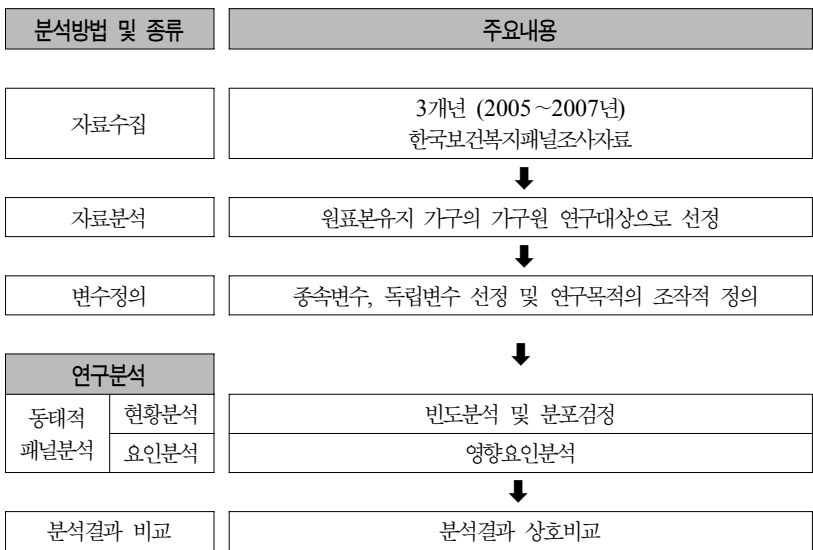 분석방법 및 종류
주요내용
자료수집
3개년 (2005~2007년)
한국보건복지패널조사자료
자료분석
원표본유지 가구의 가구원 연구대상으로 선정
변수정의
종속변수, 독립변수 선정 및 연구목적의 조작적 정의
연구분석
동태적
패널분석
현황분석
빈도분석 및 분포검정
요인분석
영향요인분석
분석결과 비교
분석결과 상호비교